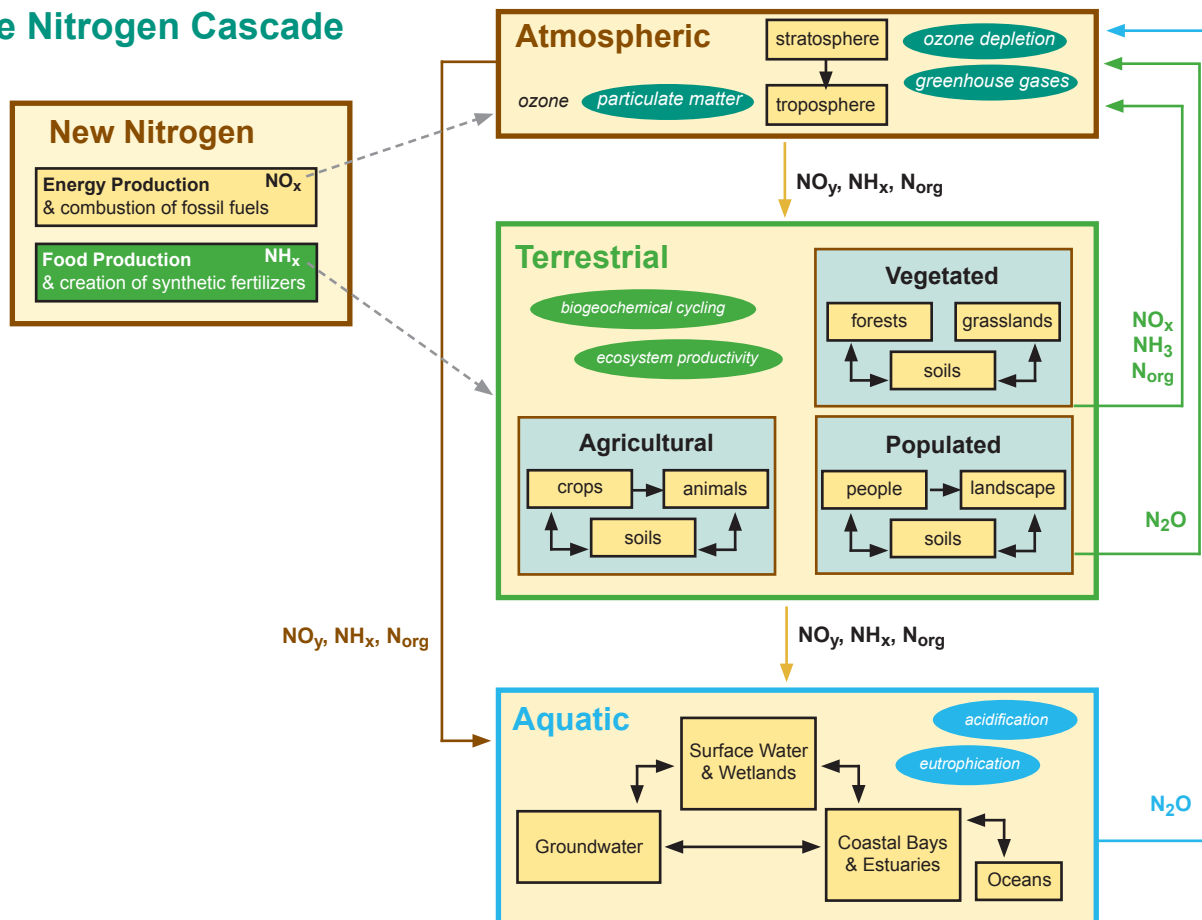 e Nitrogen Cascade
New Nitrogen
Energy Production NOx
& combustion of fossil fuels
Food Production NHx
& creation of synthetic fertilizers
Atmospheric
stratosphere
troposphere
ozone
particulate matter
ozone depletion
greenhouse gases
NOy, NHx, Norg
Terrestrial
biogeochemical cycling
ecosystem productivity
Vegetated
forests
grasslands
soils
Agricultural
crops
animals
soils
Populated
people
landscape
soils
NOx
NH3
Norg
N2O
NOy, NHx, Norg
NOy, NHx, Norg
Aquatic
acidification
eutrophication
Surface Water
& Wetlands
Groundwater
Coastal Bays
& Estuaries
Oceans
N2O